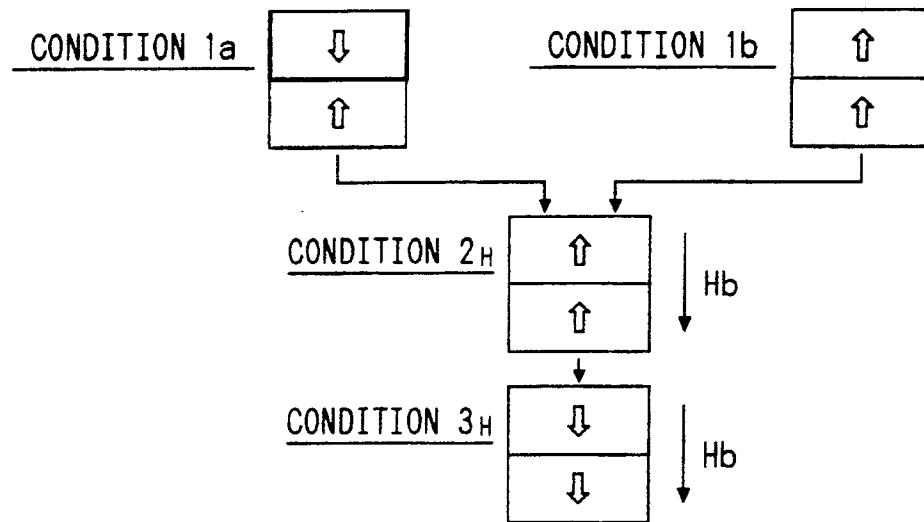 CONDITION 1a
CONDITION 1b
CONDITION 2H
Hb
CONDITION 3H
Hb